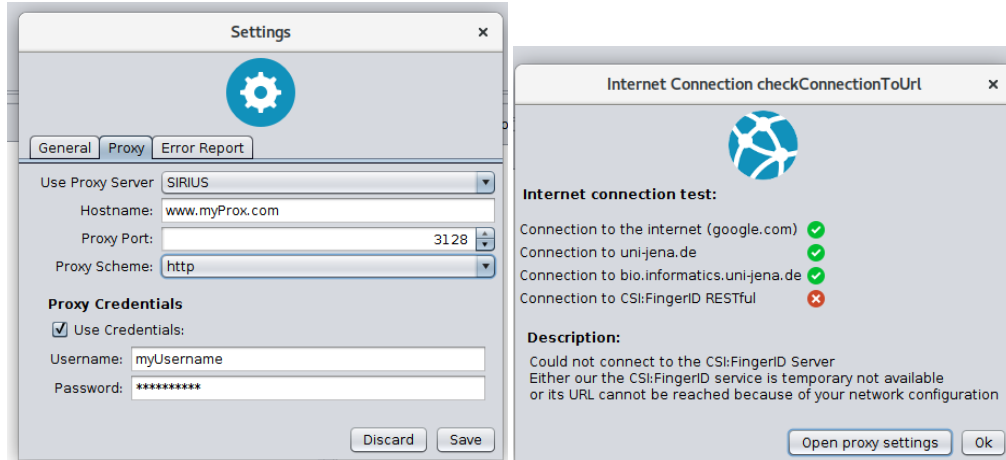 Settings
General Proxy Error Report
Use Proxy Server SIRIUS
Hostname: www.myProx.com
Proxy Port: 3128
Proxy Scheme: http
Proxy Credentials
Use Credentials:
Username: myUsername
Password: **********
Discard Save
Internet Connection checkConnectionToUrl
Internet connection test:
Connection to the internet (google.com)
Connection to uni-jena.de
Connection to bio.informatics.uni-jena.de
Connection to CSI:FingerID RESTful
Description:
Could not connect to the CSI:FingerID Server
Either our the CSI:FingerID service is temporary not available
or its URL cannot be reached because of your network configuration
Open proxy settings Ok